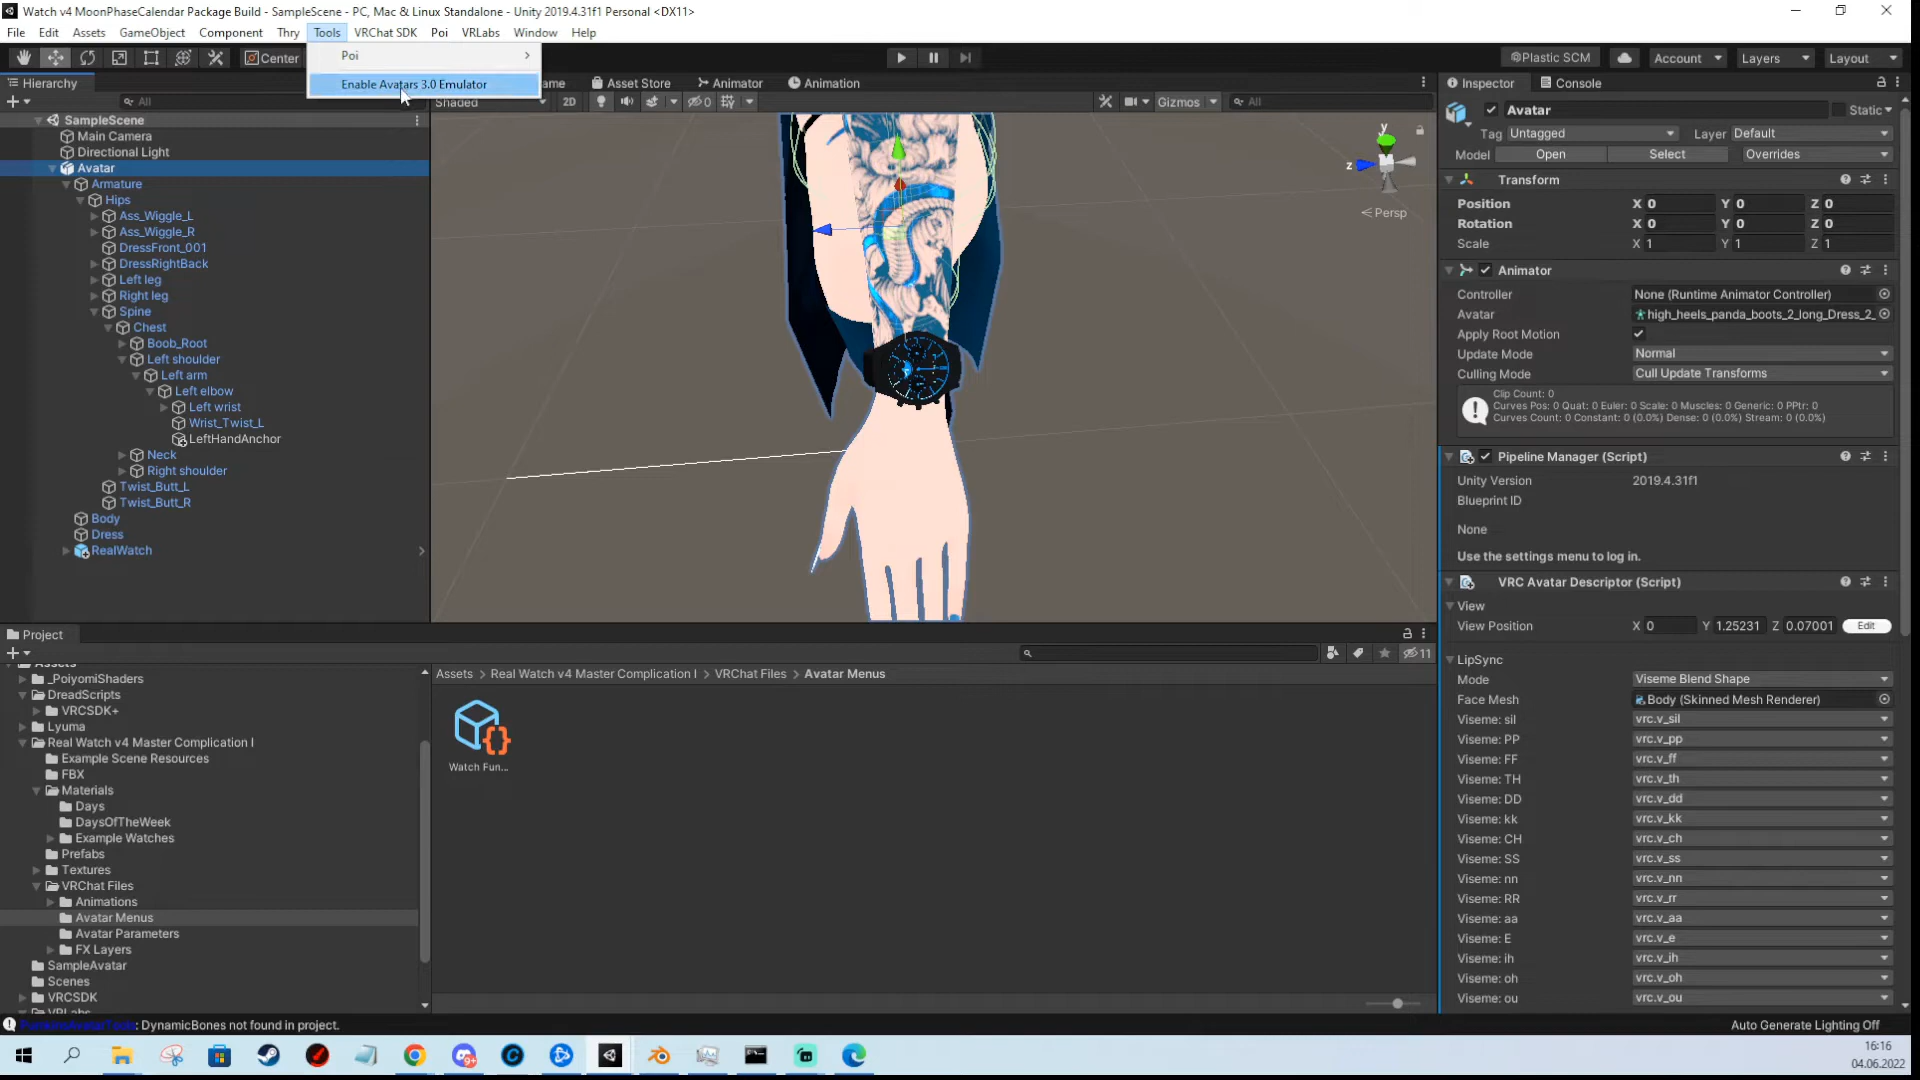 Watch v4 MoonPhaseCalendar Package Build - SampleScene - PC, Mac & Linux Standalone - Unity 2019.4.31f1 Personal <DX11>
File Edit Assets GameObject Component Thry Tools VRChat SDK Poi VRLabs Window Help
Center
Plastic SCM Account Layers Layout
Poi
Enable Avatars 3.0 Emulator
Hierarchy
All
Asset Store Animator Animation
Shaded 2D 0 Gizmos All
SampleScene
Main Camera
Directional Light
Avatar
Armature
Hips
Ass_Wiggle_L
Ass_Wiggle_R
DressFront_001
DressRightBack
Left leg
Right leg
Spine
Chest
Boob_Root
Left shoulder
Left arm
Left elbow
Left wrist
Wrist_Twist_L
LeftHandAnchor
Neck
Right shoulder
Twist_Butt_L
Twist_Butt_R
Body
Dress
RealWatch
y
z
Persp
Inspector Console
Avatar Static
Tag Untagged Layer Default
Model Open Select Overrides
Transform
Position X 0 Y 0 Z 0
Rotation X 0 Y 0 Z 0
Scale X 1 Y 1 Z 1
Animator
Controller None (Runtime Animator Controller)
Avatar high_heels_panda_boots_2_long_Dress_2_
Apply Root Motion
Update Mode Normal
Culling Mode Cull Update Transforms
Clip Count: 0
Curves Pos: 0 Quat: 0 Euler: 0 Scale: 0 Muscles: 0 Generic: 0 PPtr: 0
Curves Count: 0 Constant: 0 (0.0%) Dense: 0 (0.0%) Stream: 0 (0.0%)
Pipeline Manager (Script)
Unity Version 2019.4.31f1
Blueprint ID
None
Use the settings menu to log in.
VRC Avatar Descriptor (Script)
View
View Position X 0 Y 1.25231 Z 0.07001 Edit
LipSync
Mode Viseme Blend Shape
Face Mesh Body (Skinned Mesh Renderer)
Viseme: sil vrc.v_sil
Viseme: PP vrc.v_pp
Viseme: FF vrc.v_ff
Viseme: TH vrc.v_th
Viseme: DD vrc.v_dd
Viseme: kk vrc.v_kk
Viseme: CH vrc.v_ch
Viseme: SS vrc.v_ss
Viseme: nn vrc.v_nn
Viseme: RR vrc.v_rr
Viseme: aa vrc.v_aa
Viseme: E vrc.v_e
Viseme: ih vrc.v_ih
Viseme: oh vrc.v_oh
Viseme: ou vrc.v_ou
Project
11
Assets
_PoiyomiShaders
DreadScripts
VRCSDK+
Lyuma
Real Watch v4 Master Complication I
Example Scene Resources
FBX
Materials
Days
DaysOfTheWeek
Example Watches
Prefabs
Textures
VRChat Files
Animations
Avatar Menus
Avatar Parameters
FX Layers
SampleAvatar
Scenes
VRCSDK
VRLabs
Assets > Real Watch v4 Master Complication I > VRChat Files > Avatar Menus
Watch Fun...
: DynamicBones not found in project.
Auto Generate Lighting Off
16:16
04.06.2022